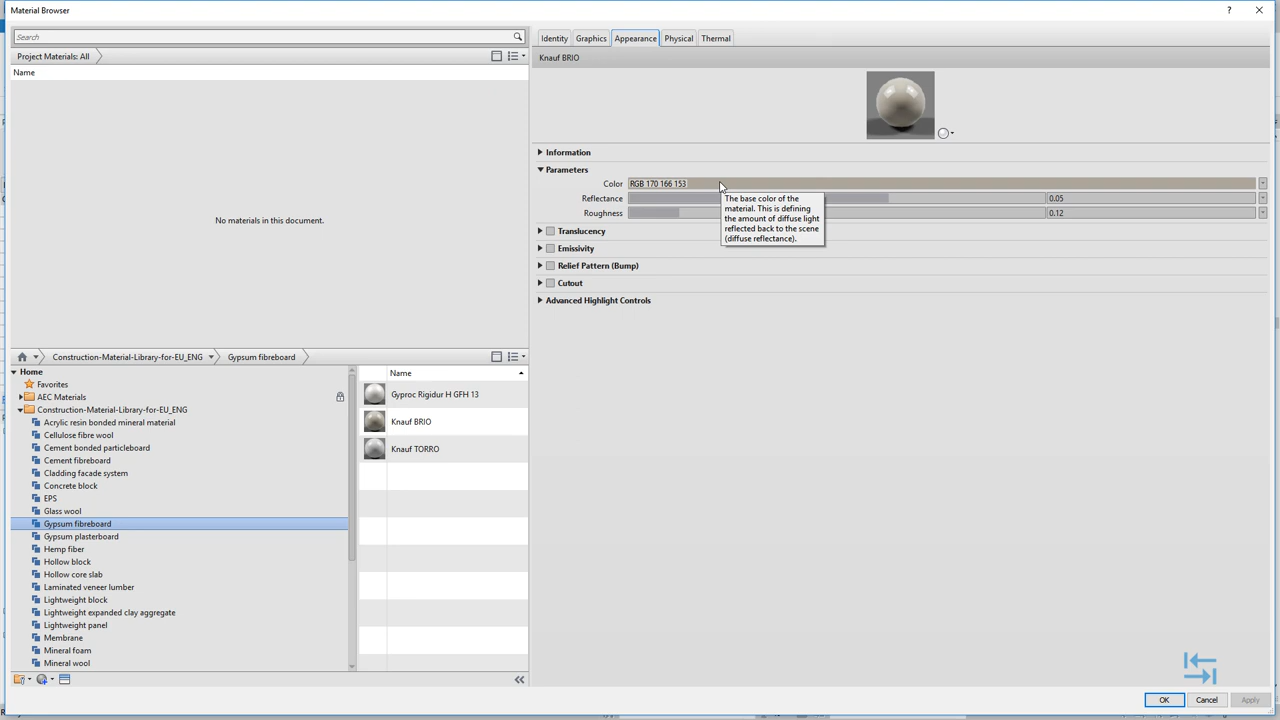 Material Browser
?
Search
Project Materials: All
Name
No materials in this document.
Construction-Material-Library-for-EU_ENG
Gypsum fibreboard
Home
Favorites
AEC Materials
Construction-Material-Library-for-EU_ENG
Acrylic resin bonded mineral material
Cellulose fibre wool
Cement bonded particleboard
Cement fibreboard
Cladding facade system
Concrete block
EPS
Glass wool
Gypsum fibreboard
Gypsum plasterboard
Hemp fiber
Hollow block
Hollow core slab
Laminated veneer lumber
Lightweight block
Lightweight expanded clay aggregate
Lightweight panel
Membrane
Mineral foam
Mineral wool
Name
Gyproc Rigidur H GFH 13
Knauf BRIO
Knauf TORRO
Identity Graphics Appearance Physical Thermal
Knauf BRIO
Information
Parameters
Color RGB 170 166 153
Reflectance 0.05
Roughness 0.12
The base color of the
material. This is defining
the amount of diffuse light
reflected back to the scene
(diffuse reflectance).
Translucency
Emissivity
Relief Pattern (Bump)
Cutout
Advanced Highlight Controls
OK Cancel Apply